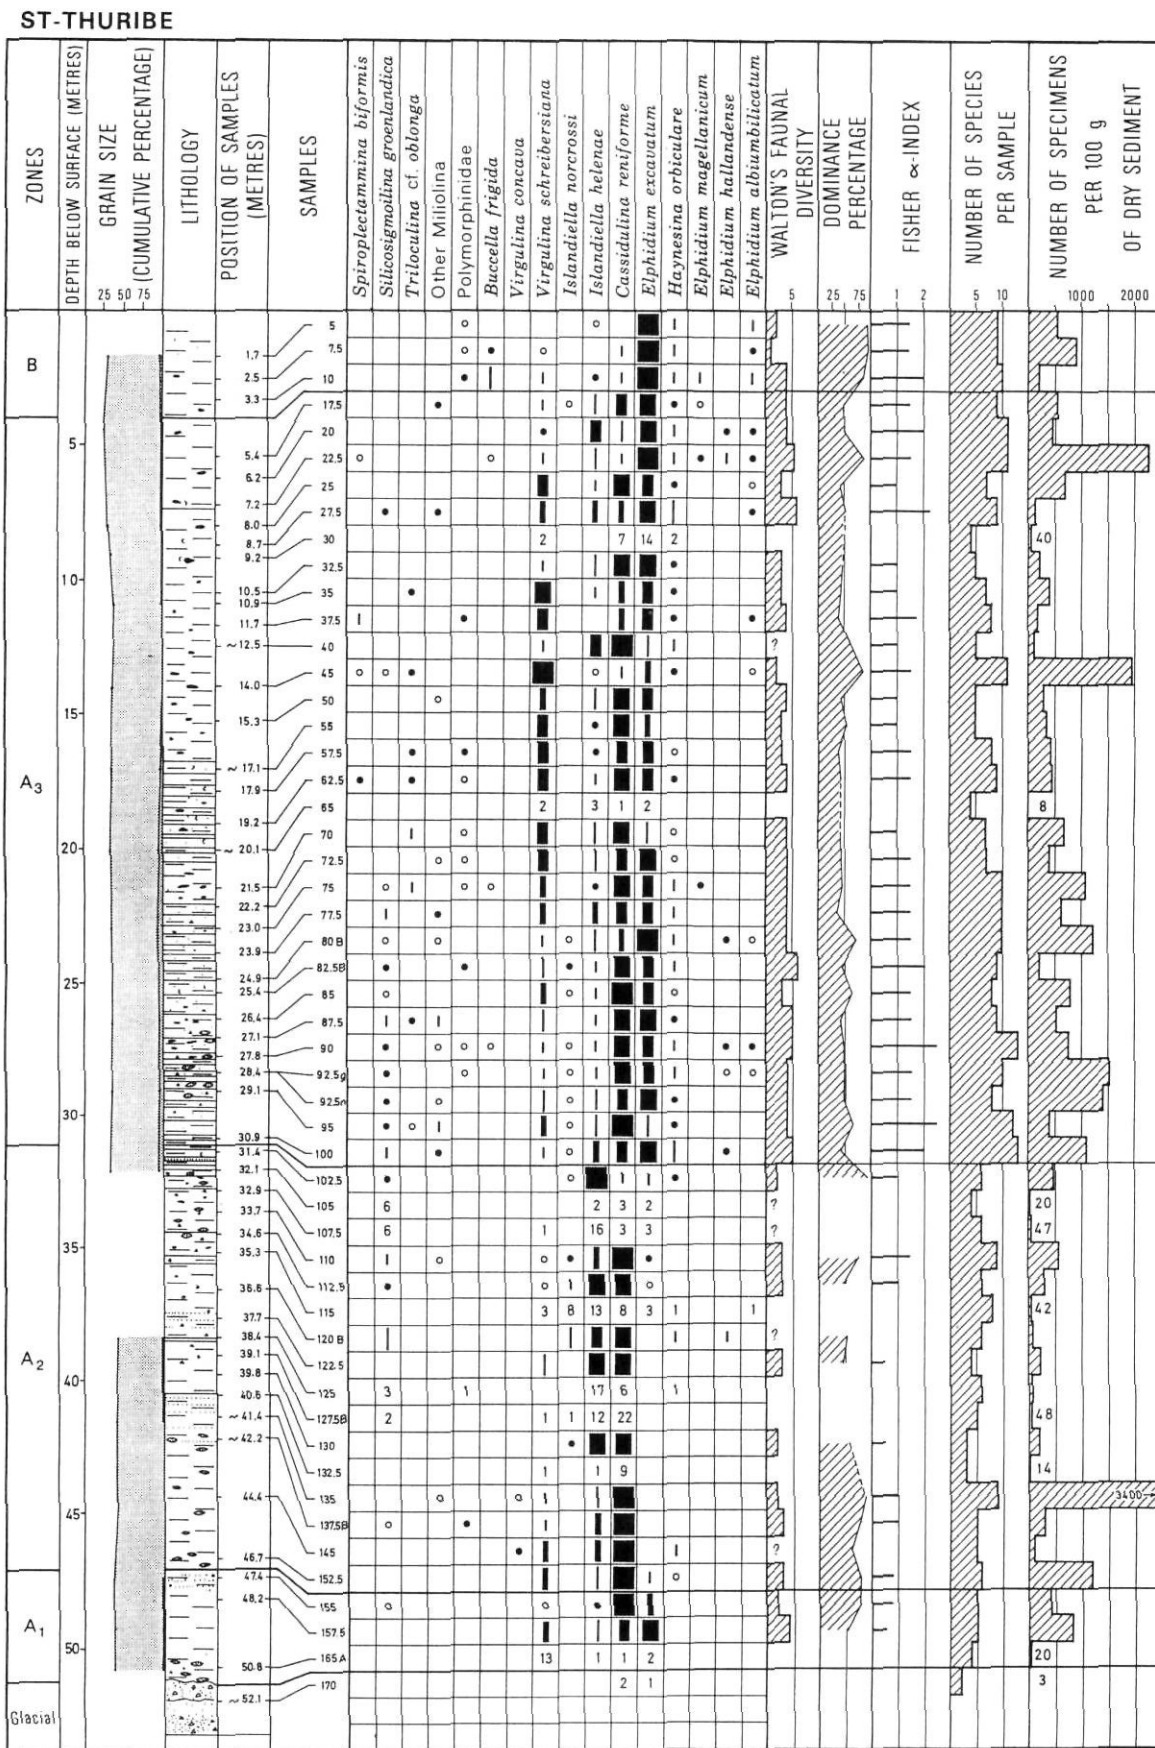 ST-THURIBE
ZONES
DEPTH BELOW SURFACE (METRES)
GRAIN SIZE
(CUMULATIVE PERCENTAGE)
25 50 75
LITHOLOGY
POSITION OF SAMPLES
(METRES)
SAMPLES
Spiroplectammina biformis
Silicosigmoilina groenlandica
Triloculina cf. oblonga
Other Miliolina
Polymorphinidae
Buccella frigida
Virgulina concava
Virgulina schreibersiana
Islandiella norcrossi
Islandiella helenae
Cassidulina reniforme
Elphidium excavatum
Haynesina orbiculare
Elphidium magellanicum
Elphidium hallandense
Elphidium albiumbilicatum
WALTON'S FAUNAL
DIVERSITY
5
DOMINANCE
PERCENTAGE
25 75
FISHER α-INDEX
1 2
NUMBER OF SPECIES
PER SAMPLE
5 10
NUMBER OF SPECIMENS
PER 100 g
OF DRY SEDIMENT
1000 2000
B
A3
A2
A1
Glacial
5
10
15
20
25
30
35
40
45
50
1.7
2.5
3.3
5.4
6.2
7.2
8.0
8.7
9.2
10.5
10.9
11.7
~12.5
14.0
15.3
~17.1
17.9
19.2
~20.1
21.5
22.2
23.0
23.9
24.9
25.4
26.4
27.1
27.8
28.4
29.1
30.9
31.4
32.1
32.9
33.7
34.6
35.3
36.6
37.7
38.4
39.1
39.8
40.6
~41.4
~42.2
44.4
46.7
47.4
48.2
50.8
~52.1
5
7.5
10
17.5
20
22.5
25
27.5
30 2 7 14 2 40
32.5
35
37.5
40 ?
45
50
55
57.5
62.5
65 2 3 1 2 8
70
72.5
75
77.5
80 B
82.5B
85
87.5
90
92.5g
92.5n
95
100
102.5
105 6 2 3 2 ? 20
107.5 6 1 16 3 3 ? 47
110
112.5
115 3 8 13 8 3 1 1 42
120 B ?
122.5
125 3 1 17 6 1
127.5B 2 1 1 12 22 48
130
132.5 1 1 9 14
135 3400→
137.5B
145 ?
152.5
155
157.5
165A 13 1 1 2 20
170 2 1 3